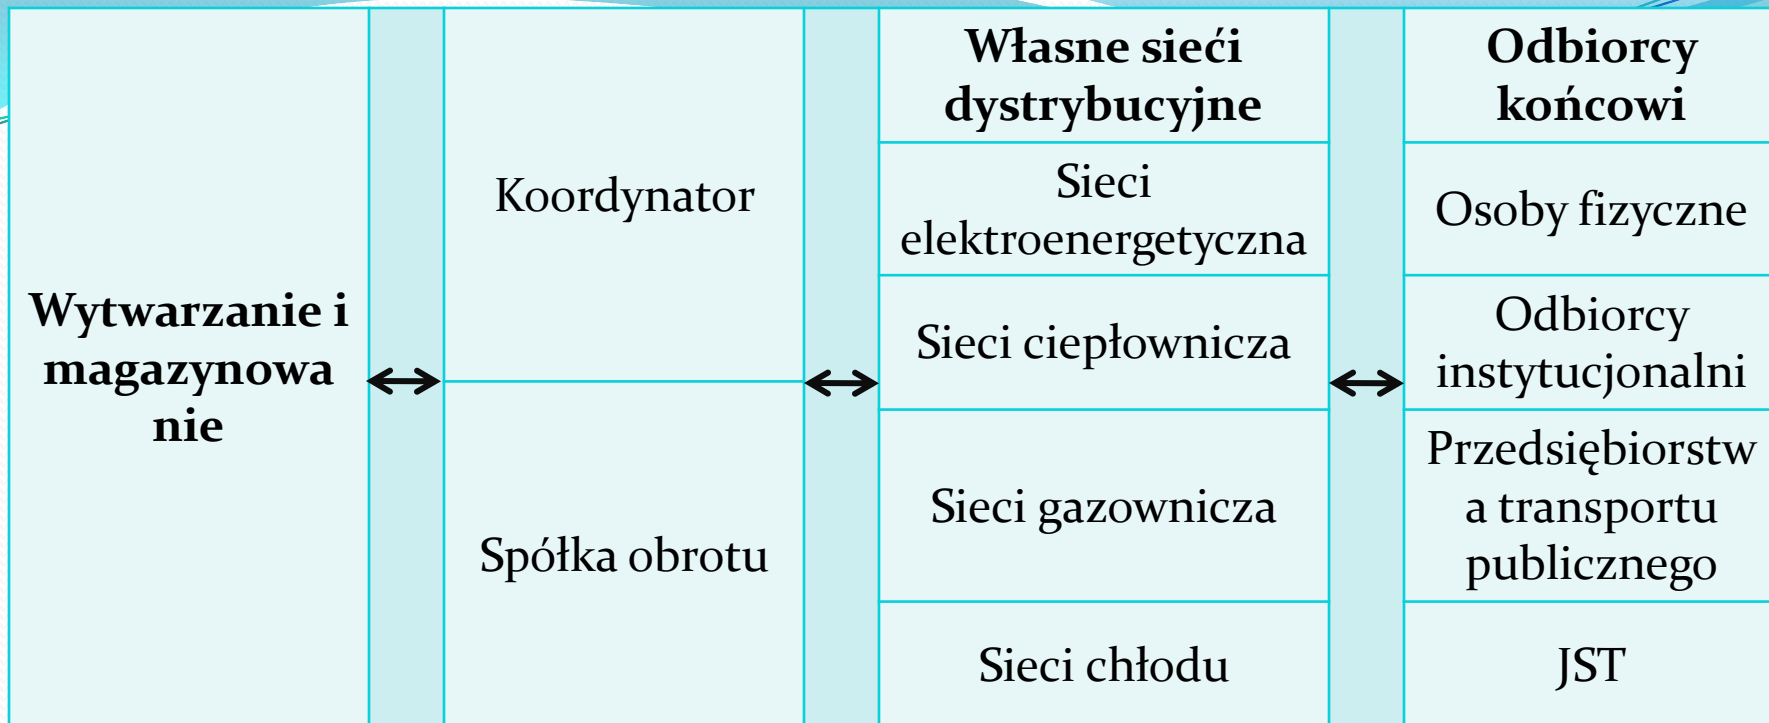 Wytwarzanie i
magazynowa
nie
Koordynator
Spółka obrotu
Własne sieći
dystrybucyjne
Sieci
elektroenergetyczna
Sieci ciepłownicza
Sieci gazownicza
Sieci chłodu
Odbiorcy
końcowi
Osoby fizyczne
Odbiorcy
instytucjonalni
Przedsiębiorstw
a transportu
publicznego
JST